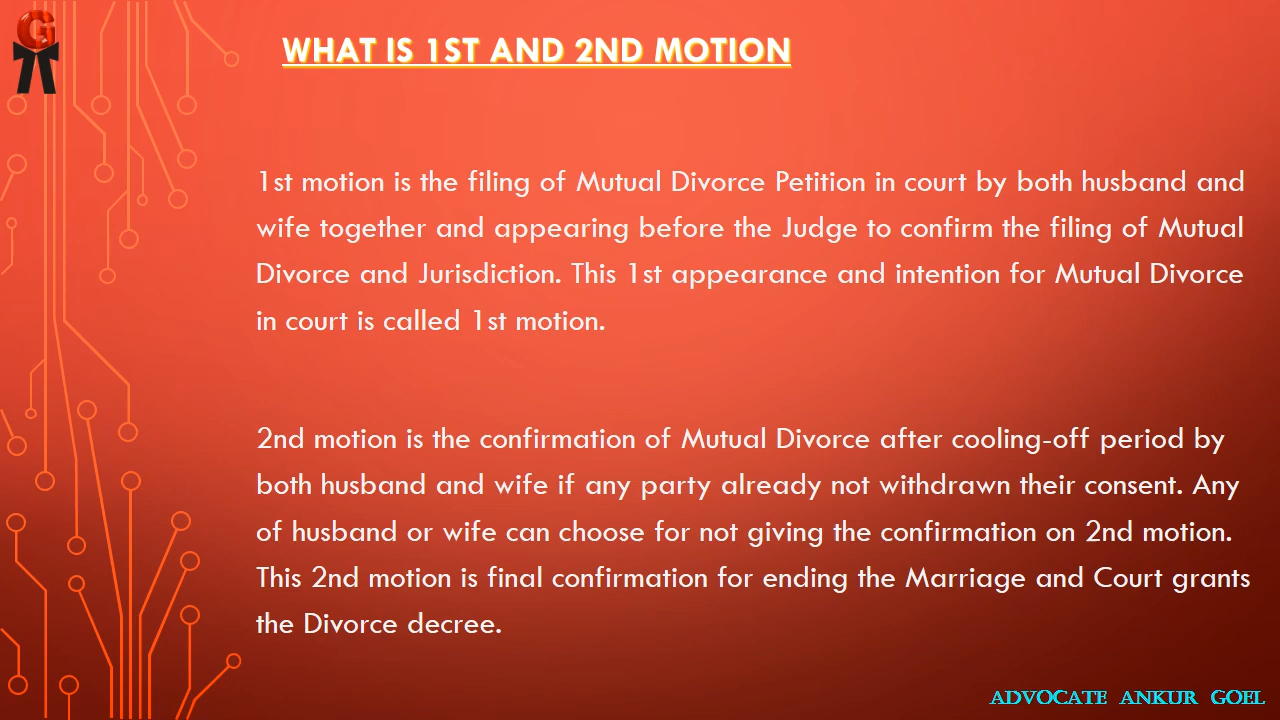 G
WHAT IS 1ST AND 2ND MOTION
1st motion is the filing of Mutual Divorce Petition in court by both husband and
wife together and appearing before the Judge to confirm the filing of Mutual
Divorce and Jurisdiction. This 1st appearance and intention for Mutual Divorce
in court is called 1st motion.
2nd motion is the confirmation of Mutual Divorce after cooling-off period by
both husband and wife if any party already not withdrawn their consent. Any
of husband or wife can choose for not giving the confirmation on 2nd motion.
This 2nd motion is final confirmation for ending the Marriage and Court grants
the Divorce decree.
ADVOCATE ANKUR GOEL